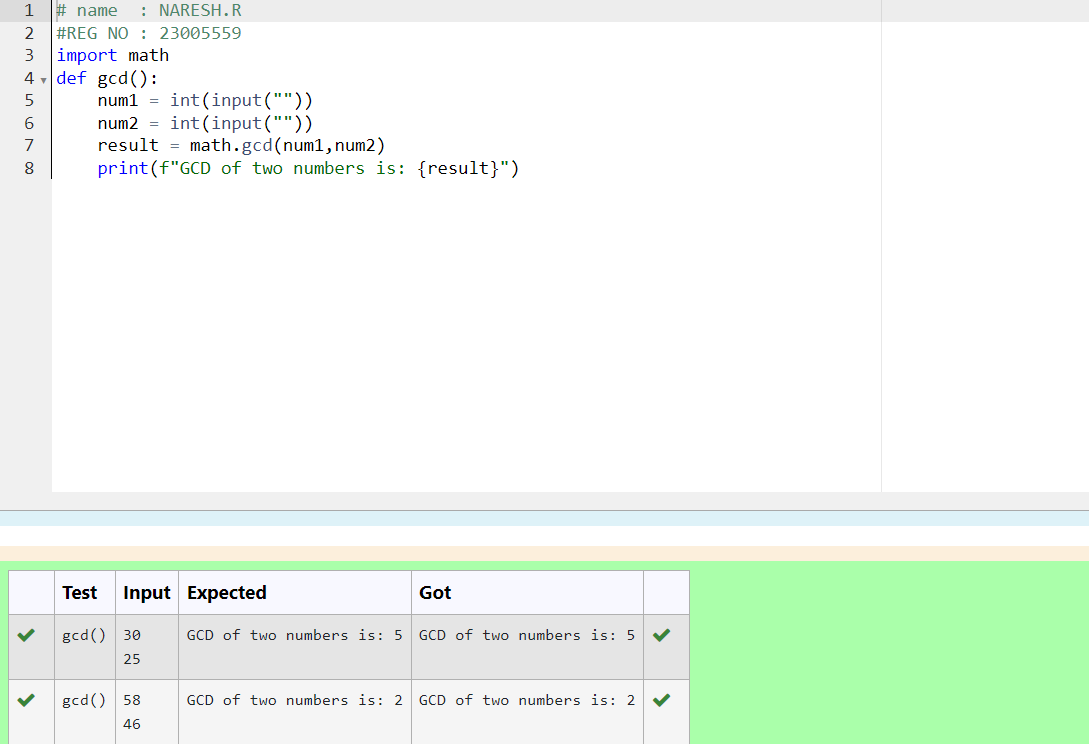 1 # name  : NARESH.R
2 #REG NO : 23005559
3 import math
4 def gcd():
5     num1 = int(input(""))
6     num2 = int(input(""))
7     result = math.gcd(num1,num2)
8     print(f"GCD of two numbers is: {result}")
Test Input Expected Got
gcd() 30 GCD of two numbers is: 5 GCD of two numbers is: 5
25
gcd() 58 GCD of two numbers is: 2 GCD of two numbers is: 2
46